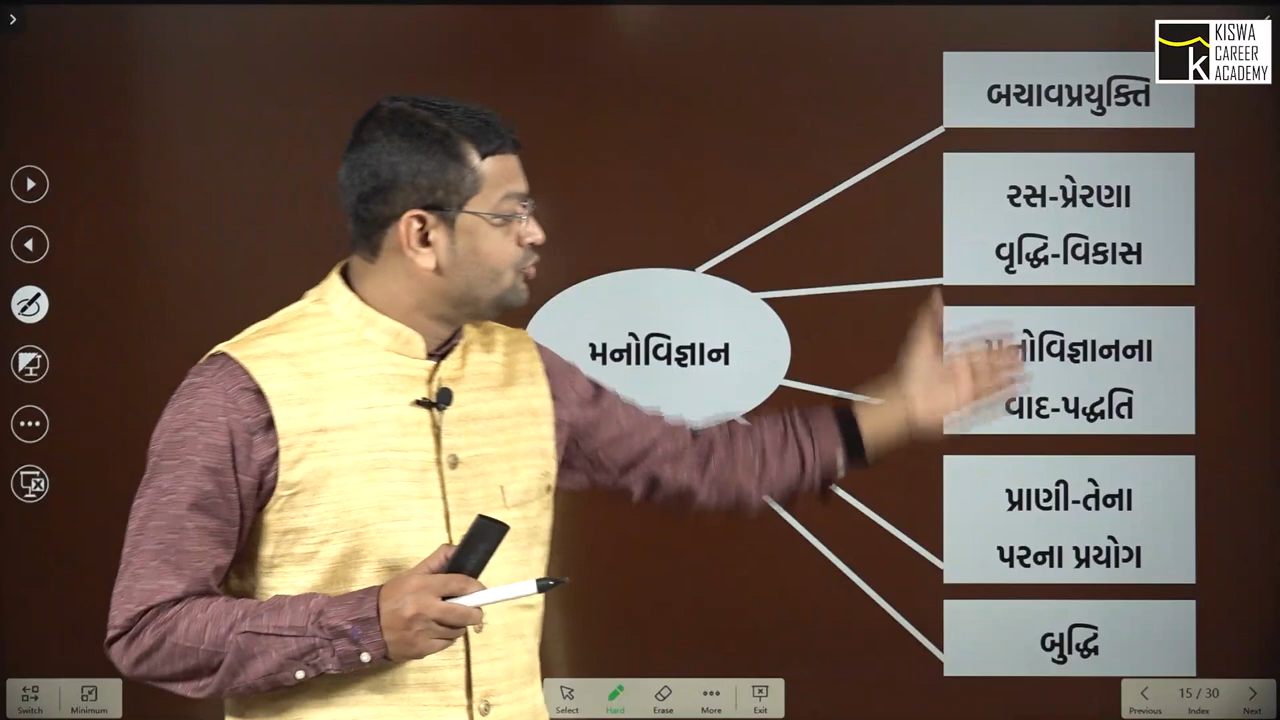 KISWA
CAREER
ACADEMY
બચાવપ્રયુક્તિ
રસ-પ્રેરણા
વૃદ્ધિ-વિકાસ
મનોવિજ્ઞાન
મનોવિજ્ઞાનના
વાદ-પદ્ધતિ
પ્રાણી-તેના
પરના પ્રયોગ
બુદ્ધિ
Switch
Minimum
Select
Hard
Erase
More
Exit
15 / 30
Previous
Index
Next